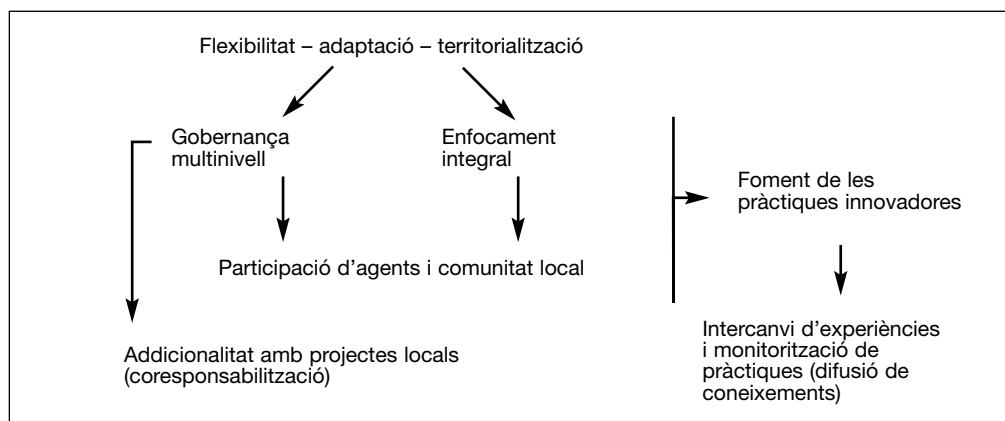 Flexibilitat – adaptació – territorialització
Gobernança
multinivell
Enfocament
integral
Foment de les
pràctiques innovadores
Participació d’agents i comunitat local
Intercanvi d’experiències
i monitorització de
pràctiques (difusió de
coneixements)
Addicionalitat amb projectes locals
(coresponsabilització)